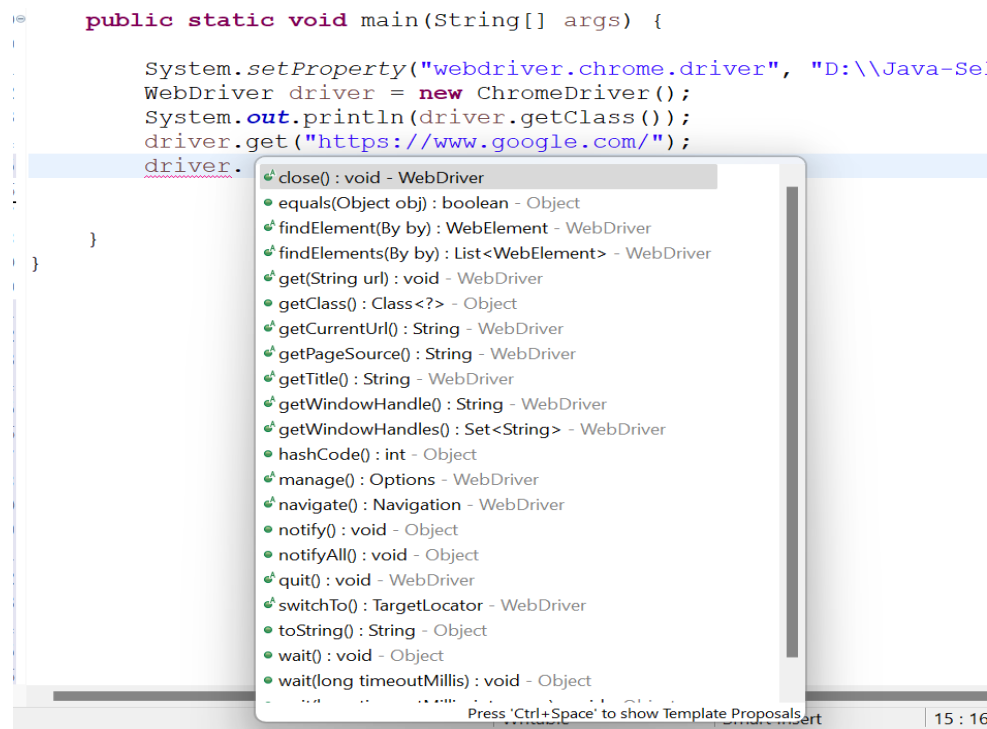 public static void main(String[] args) {
System.setProperty("webdriver.chrome.driver", "D:\\Java-Sel
WebDriver driver = new ChromeDriver();
System.out.println(driver.getClass());
driver.get("https://www.google.com/");
driver.
close() : void - WebDriver
equals(Object obj) : boolean - Object
findElement(By by) : WebElement - WebDriver
findElements(By by) : List<WebElement> - WebDriver
get(String url) : void - WebDriver
getClass() : Class<?> - Object
getCurrentUrl() : String - WebDriver
getPageSource() : String - WebDriver
getTitle() : String - WebDriver
getWindowHandle() : String - WebDriver
getWindowHandles() : Set<String> - WebDriver
hashCode() : int - Object
manage() : Options - WebDriver
navigate() : Navigation - WebDriver
notify() : void - Object
notifyAll() : void - Object
quit() : void - WebDriver
switchTo() : TargetLocator - WebDriver
toString() : String - Object
wait() : void - Object
wait(long timeoutMillis) : void - Object
Press 'Ctrl+Space' to show Template Proposals
}
}
15 : 16